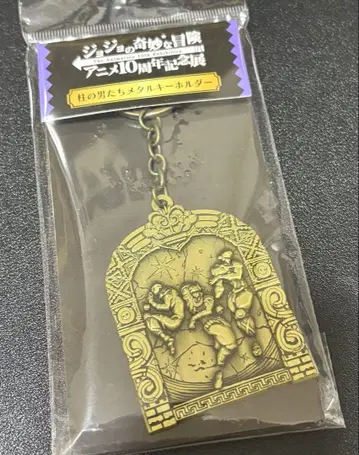 ジョジョの奇妙な冒険
アニメ10周年記念展
柱の男たちメタルキーホルダー